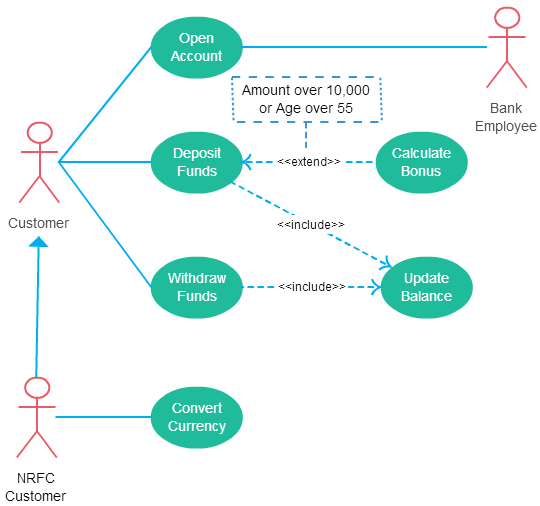 Open
Account
Bank
Employee
Amount over 10,000
or Age over 55
Customer
Deposit
Funds
<<extend>>
Calculate
Bonus
<<include>>
Withdraw
Funds
<<include>>
Update
Balance
Convert
Currency
NRFC
Customer